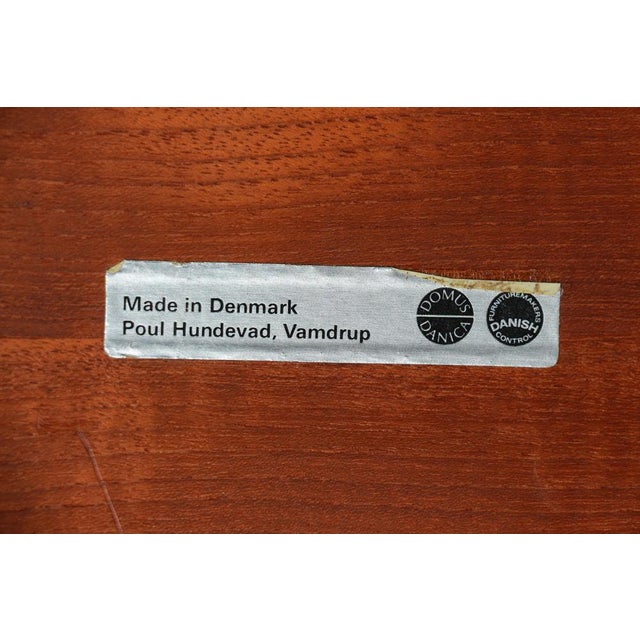 Made in Denmark
Poul Hundevad, Vamdrup
DOMUS
DANICA
FURNITUREMAKERS
DANISH
CONTROL